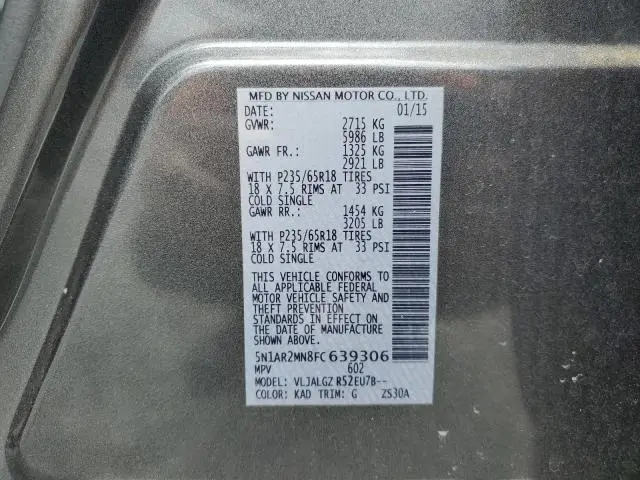 MFD BY NISSAN MOTOR CO., LTD.
DATE: 01/15
GVWR: 2715 KG
5986 LB
GAWR FR.: 1325 KG
2921 LB
WITH P235/65R18 TIRES
18 X 7.5 RIMS AT 33 PSI
COLD SINGLE
GAWR RR.: 1454 KG
3205 LB
WITH P235/65R18 TIRES
18 X 7.5 RIMS AT 33 PSI
COLD SINGLE
THIS VEHICLE CONFORMS TO
ALL APPLICABLE FEDERAL
MOTOR VEHICLE SAFETY AND
THEFT PREVENTION
STANDARDS IN EFFECT ON
THE DATE OF MANUFACTURE
SHOWN ABOVE.
5N1AR2MN8FC639306
MPV 602
MODEL: VLJALGZ R52EU7B--
COLOR: KAD TRIM: G ZS30A